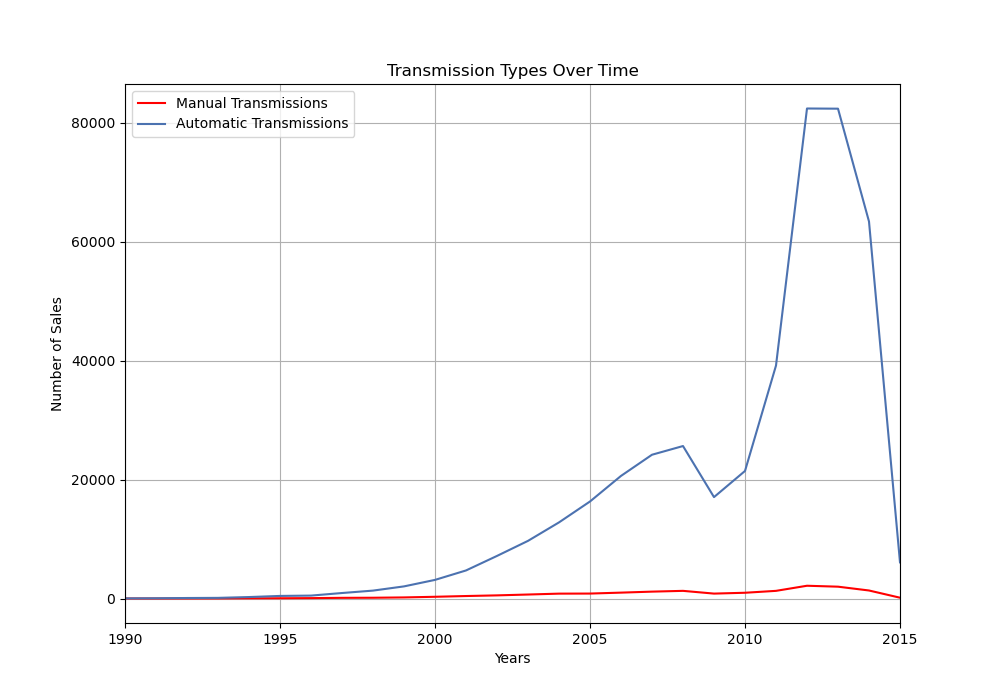 Transmission Types Over Time
Manual Transmissions
Automatic Transmissions
Number of Sales
80000
60000
40000
20000
0
1990 1995 2000 2005 2010 2015
Years